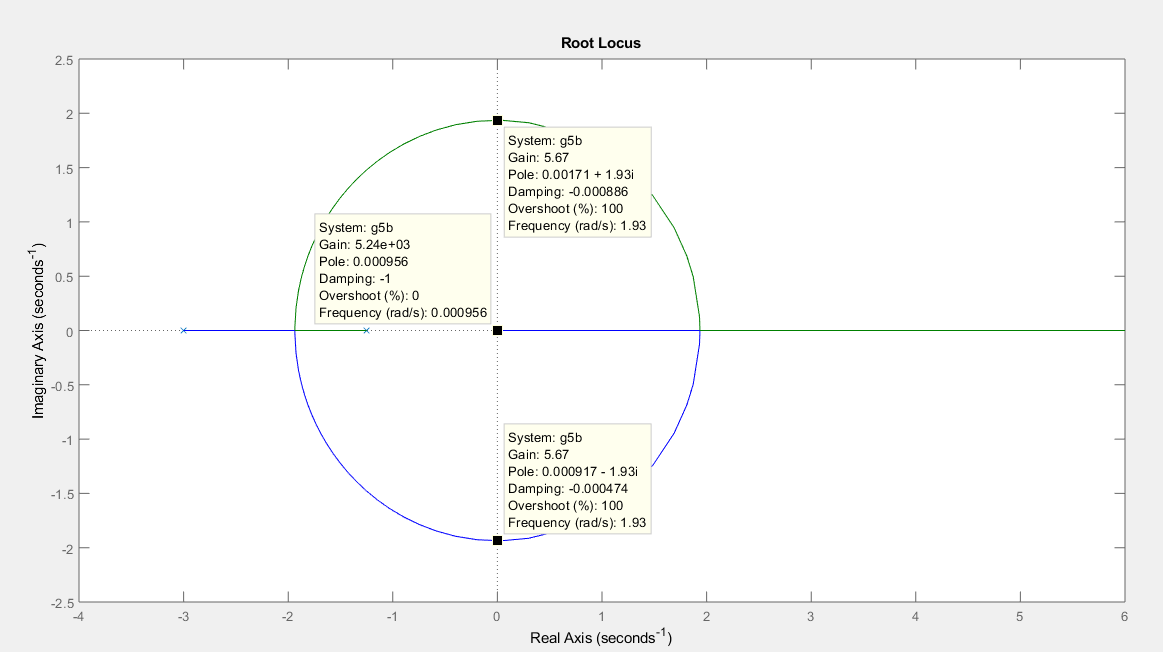 Root Locus
2.5
2
1.5
1
0.5
0
-0.5
-1
-1.5
-2
-2.5
Imaginary Axis (seconds-1)
System: g5b
Gain: 5.67
Pole: 0.00171 + 1.93i
Damping: -0.000886
Overshoot (%): 100
Frequency (rad/s): 1.93
System: g5b
Gain: 5.24e+03
Pole: 0.000956
Damping: -1
Overshoot (%): 0
Frequency (rad/s): 0.000956
System: g5b
Gain: 5.67
Pole: 0.000917 - 1.93i
Damping: -0.000474
Overshoot (%): 100
Frequency (rad/s): 1.93
-4 -3 -2 -1 0 1 2 3 4 5 6
Real Axis (seconds-1)